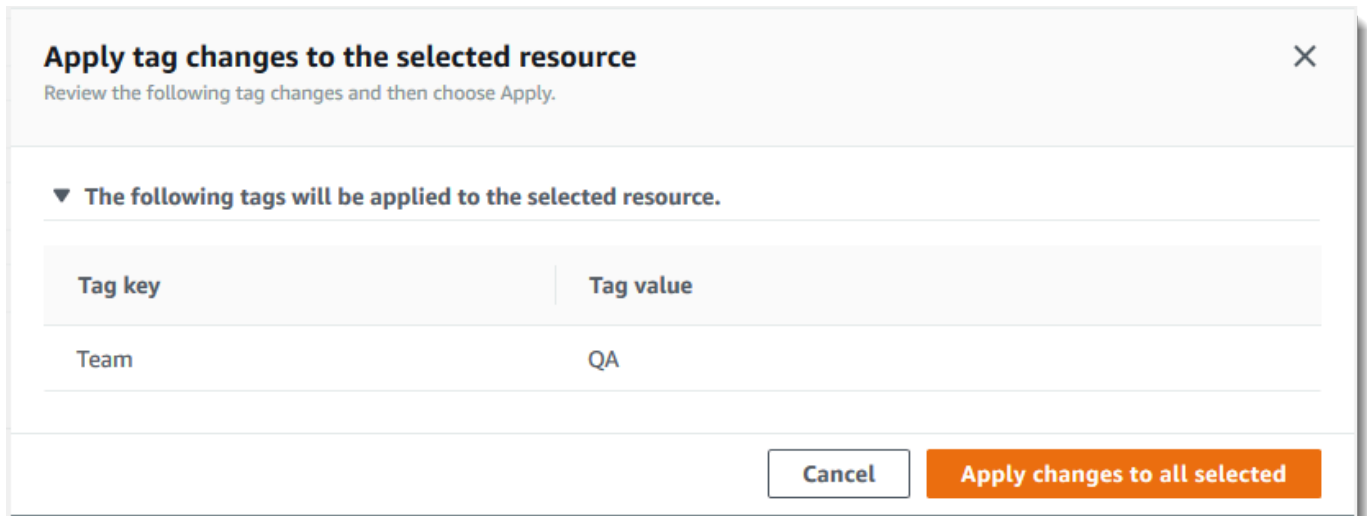 Apply tag changes to the selected resource
Review the following tag changes and then choose Apply.
The following tags will be applied to the selected resource.
Tag key Tag value
Team QA
Cancel Apply changes to all selected